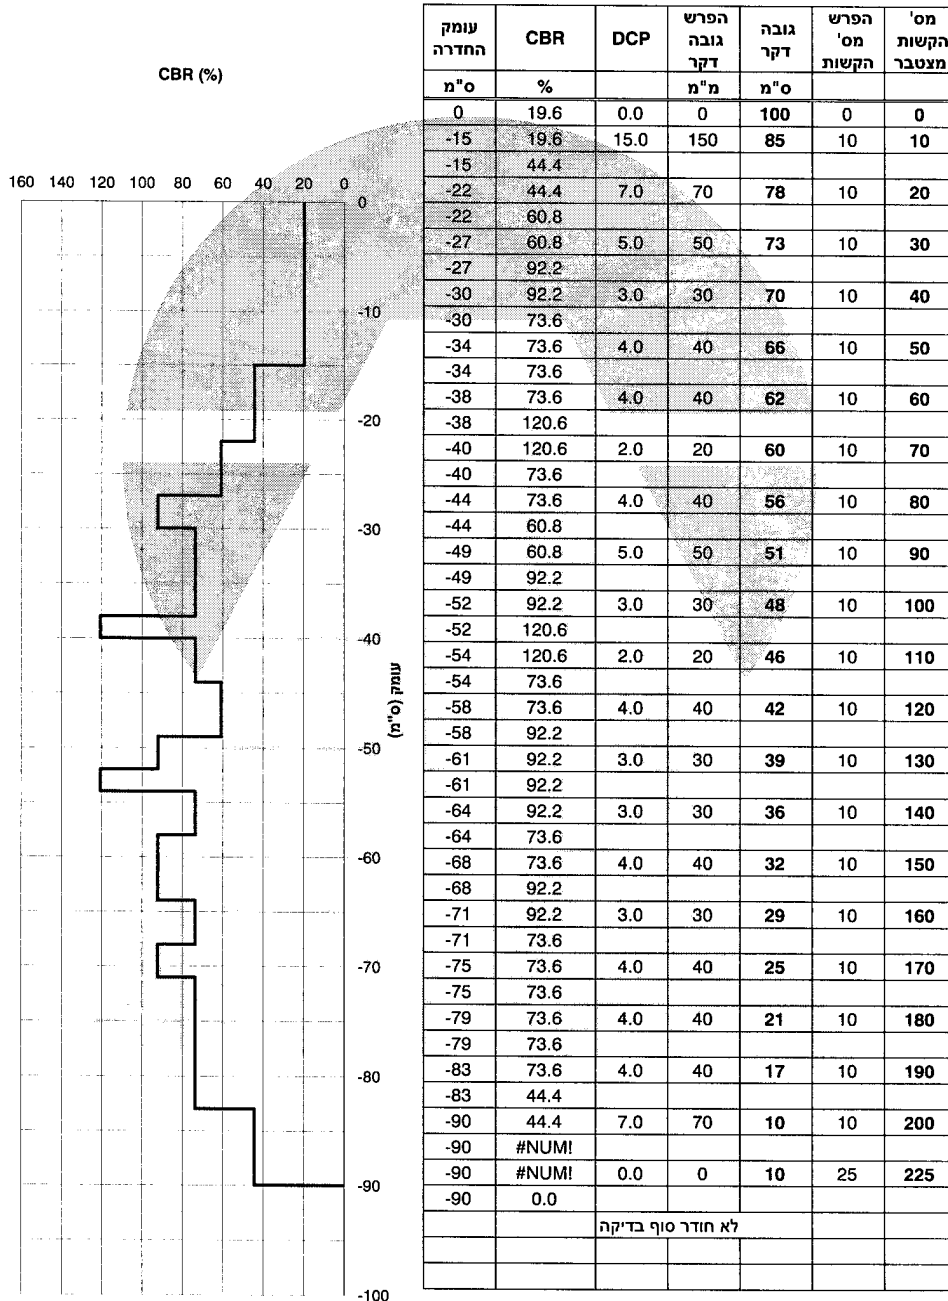 CBR (%)
160 140 120 100 80 60 40 20 0
0
-10
-20
-30
-40
-50
-60
-70
-80
-90
-100
עומק (ס"מ)
מס' הקשות מצטבר | הפרש מס' הקשות | גובה דקר | הפרש גובה דקר | DCP | CBR | עומק החדרה
ס"מ | מ"מ | % | ס"מ
0 19.6 0.0 0 100 0 0
-15 19.6 15.0 150 85 10 10
-15 44.4
-22 44.4 7.0 70 78 10 20
-22 60.8
-27 60.8 5.0 50 73 10 30
-27 92.2
-30 92.2 3.0 30 70 10 40
-30 73.6
-34 73.6 4.0 40 66 10 50
-34 73.6
-38 73.6 4.0 40 62 10 60
-38 120.6
-40 120.6 2.0 20 60 10 70
-40 73.6
-44 73.6 4.0 40 56 10 80
-44 60.8
-49 60.8 5.0 50 51 10 90
-49 92.2
-52 92.2 3.0 30 48 10 100
-52 120.6
-54 120.6 2.0 20 46 10 110
-54 73.6
-58 73.6 4.0 40 42 10 120
-58 92.2
-61 92.2 3.0 30 39 10 130
-61 92.2
-64 92.2 3.0 30 36 10 140
-64 73.6
-68 73.6 4.0 40 32 10 150
-68 92.2
-71 92.2 3.0 30 29 10 160
-71 73.6
-75 73.6 4.0 40 25 10 170
-75 73.6
-79 73.6 4.0 40 21 10 180
-79 73.6
-83 73.6 4.0 40 17 10 190
-83 44.4
-90 44.4 7.0 70 10 10 200
-90 #NUM!
-90 #NUM! 0.0 0 10 25 225
-90 0.0
לא חודר סוף בדיקה